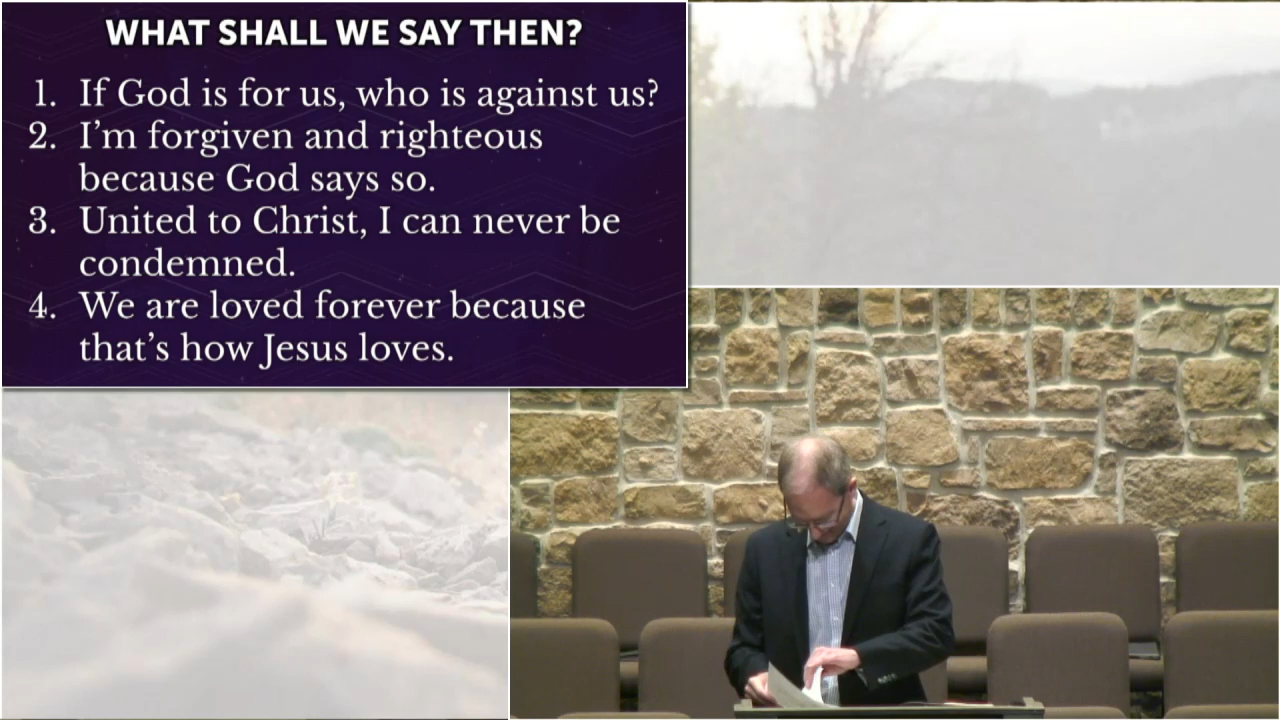 WHAT SHALL WE SAY THEN?
1. If God is for us, who is against us?
2. I’m forgiven and righteous
because God says so.
3. United to Christ, I can never be
condemned.
4. We are loved forever because
that’s how Jesus loves.